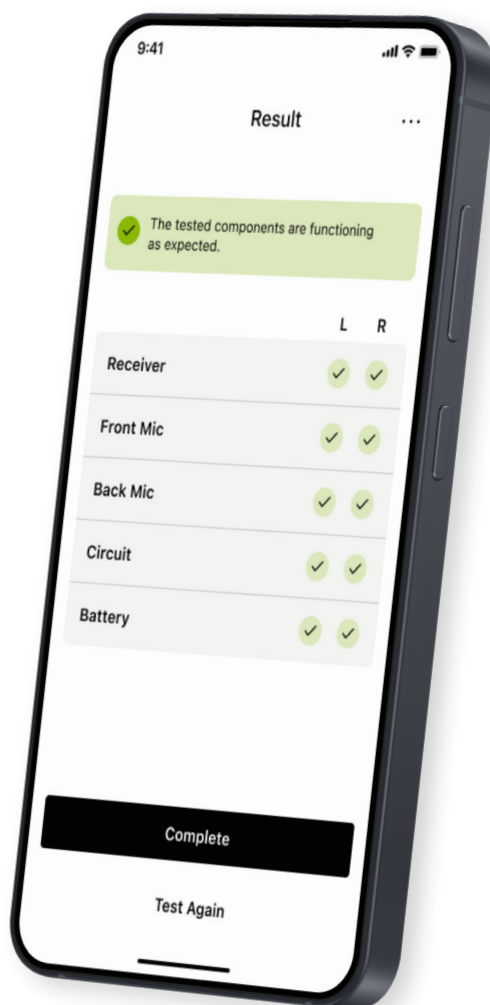 9:41
Result
The tested components are functioning
as expected.
L R
Receiver
Front Mic
Back Mic
Circuit
Battery
Complete
Test Again